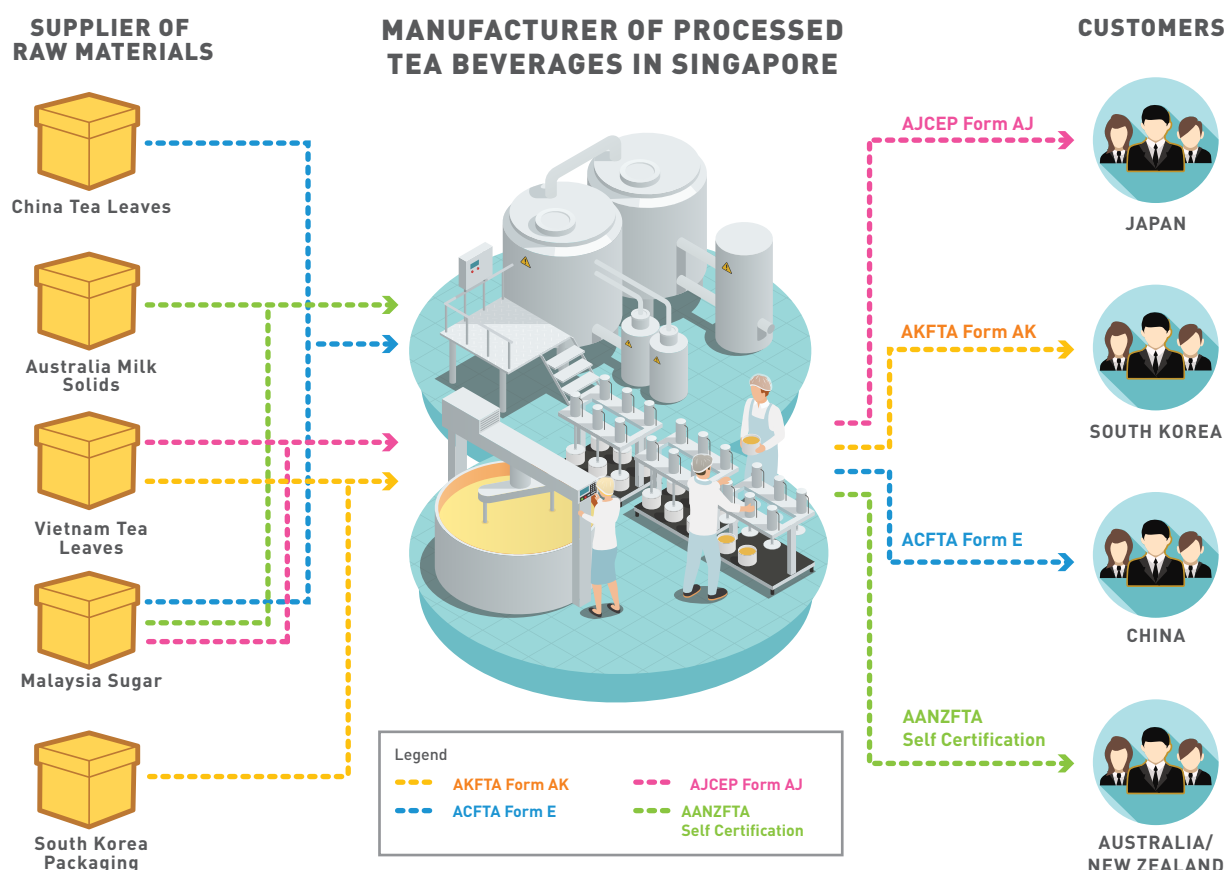 SUPPLIER OF
RAW MATERIALS
MANUFACTURER OF PROCESSED
TEA BEVERAGES IN SINGAPORE
CUSTOMERS
China Tea Leaves
Australia Milk
Solids
Vietnam Tea
Leaves
Malaysia Sugar
South Korea
Packaging
AJCEP Form AJ
JAPAN
AKFTA Form AK
SOUTH KOREA
ACFTA Form E
CHINA
AANZFTA
Self Certification
AUSTRALIA/
NEW ZEALAND
Legend
AKFTA Form AK
ACFTA Form E
AJCEP Form AJ
AANZFTA
Self Certification